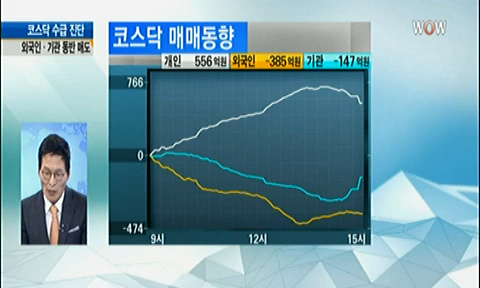 코스닥 수급 진단
외국인·기관 동반 매도
WOW
코스닥 매매동향
개인 556억원 외국인 -385억원 기관 -147억원
766
0
-474
9시 12시 15시